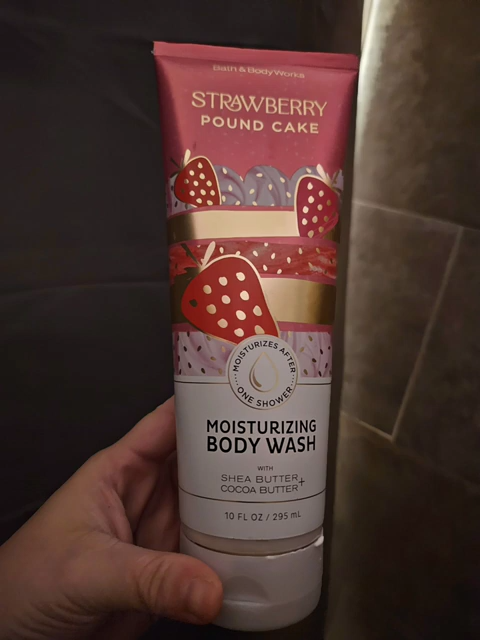 Bath & Body Works
STRAWBERRY
POUND CAKE
MOISTURIZES AFTER
ONE SHOWER
MOISTURIZING
BODY WASH
WITH
SHEA BUTTER +
COCOA BUTTER
10 FL OZ / 295 mL